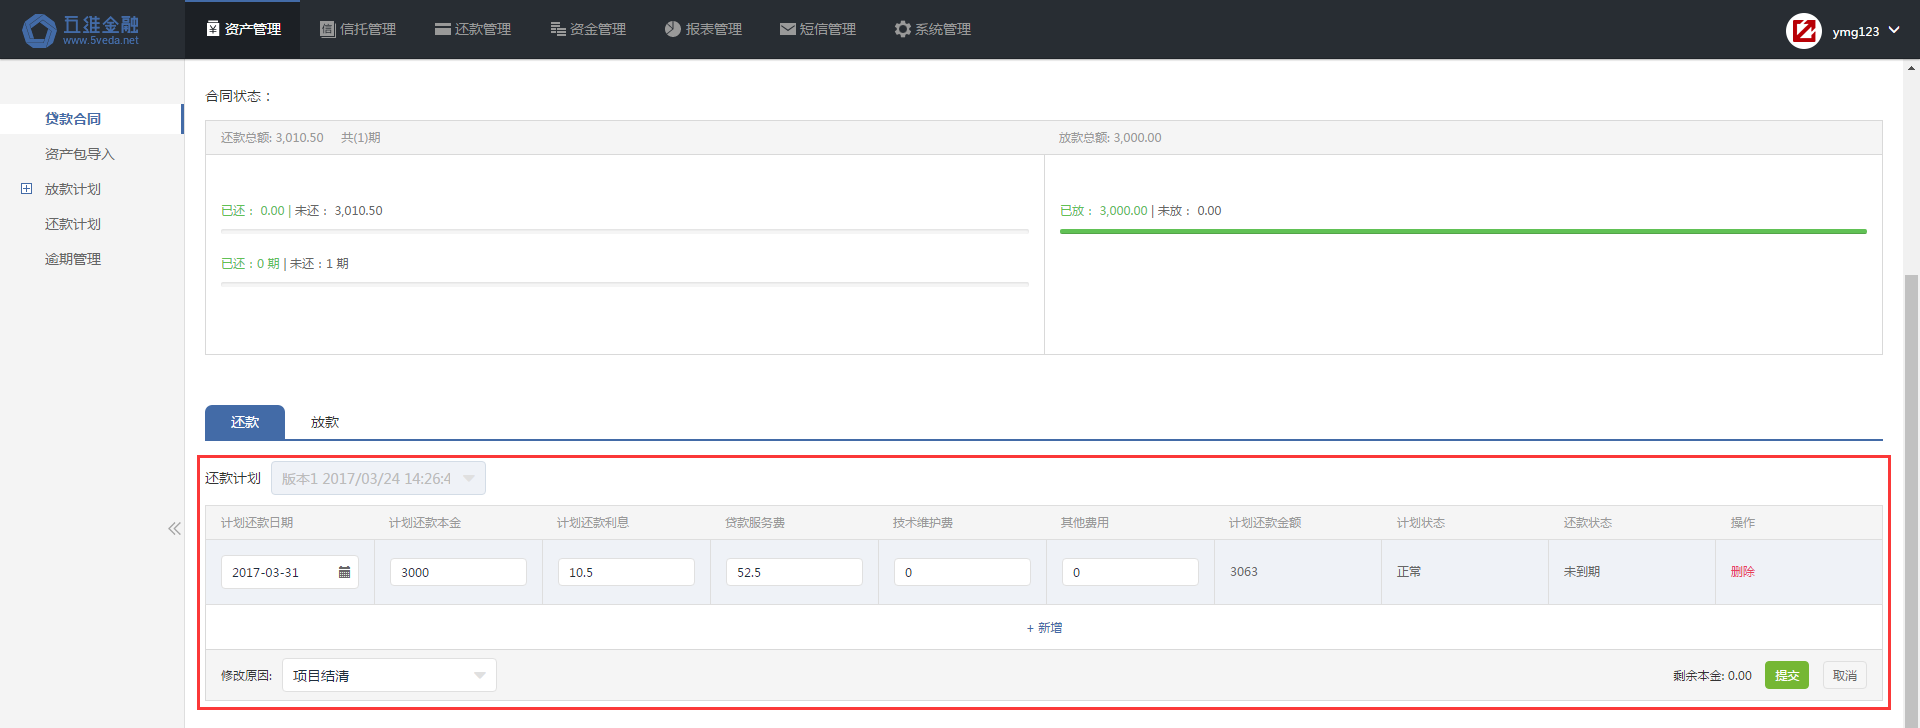 五维金融
www.5veda.net
资产管理
信托管理
还款管理
资金管理
报表管理
短信管理
系统管理
ymg123
贷款合同
资产包导入
放款计划
还款计划
逾期管理
合同状态：
还款总额: 3,010.50 共(1)期
放款总额: 3,000.00
已还： 0.00 | 未还： 3,010.50
已放： 3,000.00 | 未放： 0.00
已还：0 期 | 未还：1 期
还款
放款
还款计划
版本1 2017/03/24 14:26:4
计划还款日期
计划还款本金
计划还款利息
贷款服务费
技术维护费
其他费用
计划还款金额
计划状态
还款状态
操作
2017-03-31
3000
10.5
52.5
0
0
3063
正常
未到期
删除
+ 新增
修改原因:
项目结清
剩余本金: 0.00
提交
取消